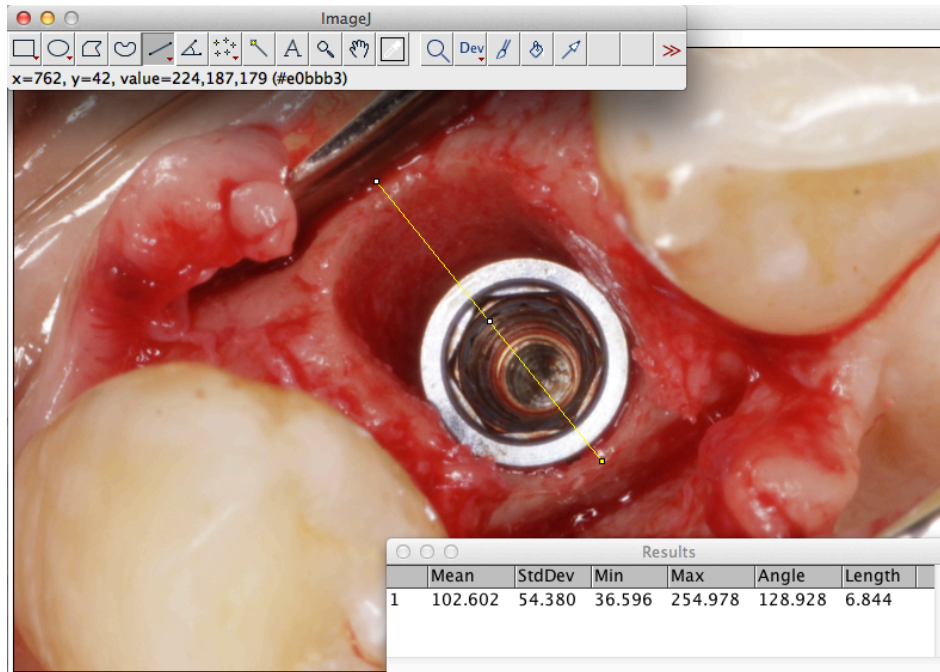 ImageJ
Dev
x=762, y=42, value=224,187,179 (#e0bbb3)
Results
Mean StdDev Min Max Angle Length
1 102.602 54.380 36.596 254.978 128.928 6.844